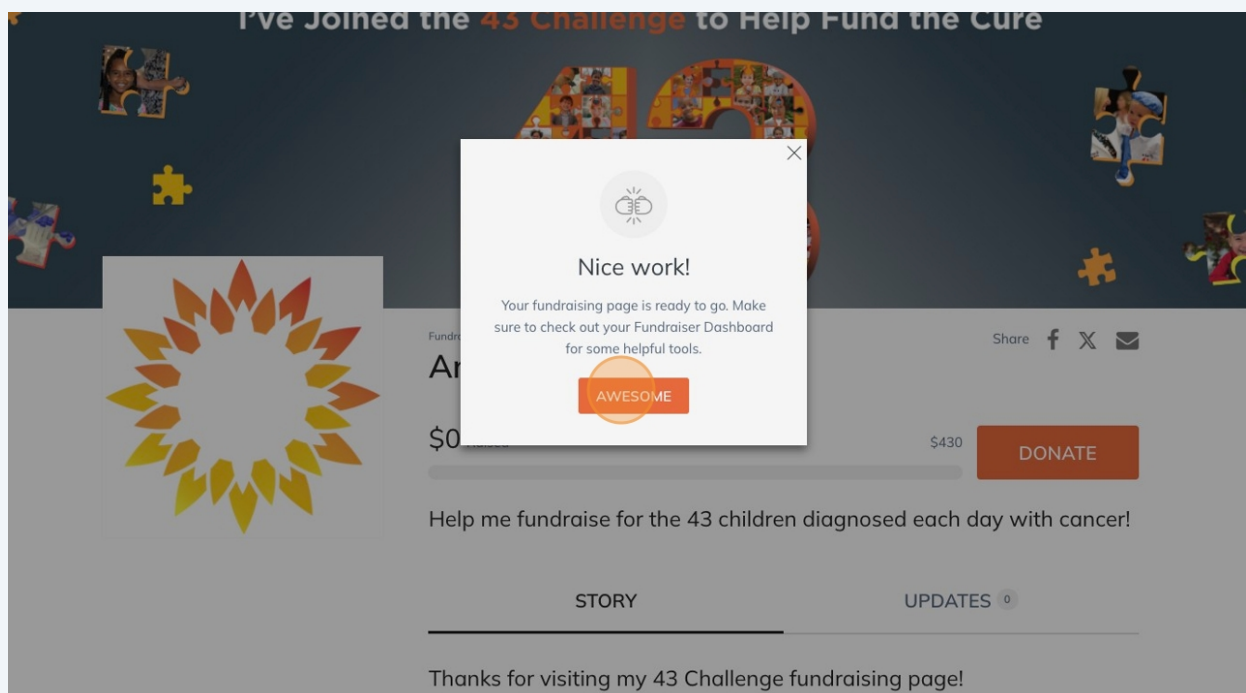 I've Joined the 43 Challenge to Help Fund the Cure
43
Nice work!
Your fundraising page is ready to go. Make
sure to check out your Fundraiser Dashboard
for some helpful tools.
AWESOME
Share
$0
$430
DONATE
Help me fundraise for the 43 children diagnosed each day with cancer!
STORY
UPDATES 0
Thanks for visiting my 43 Challenge fundraising page!